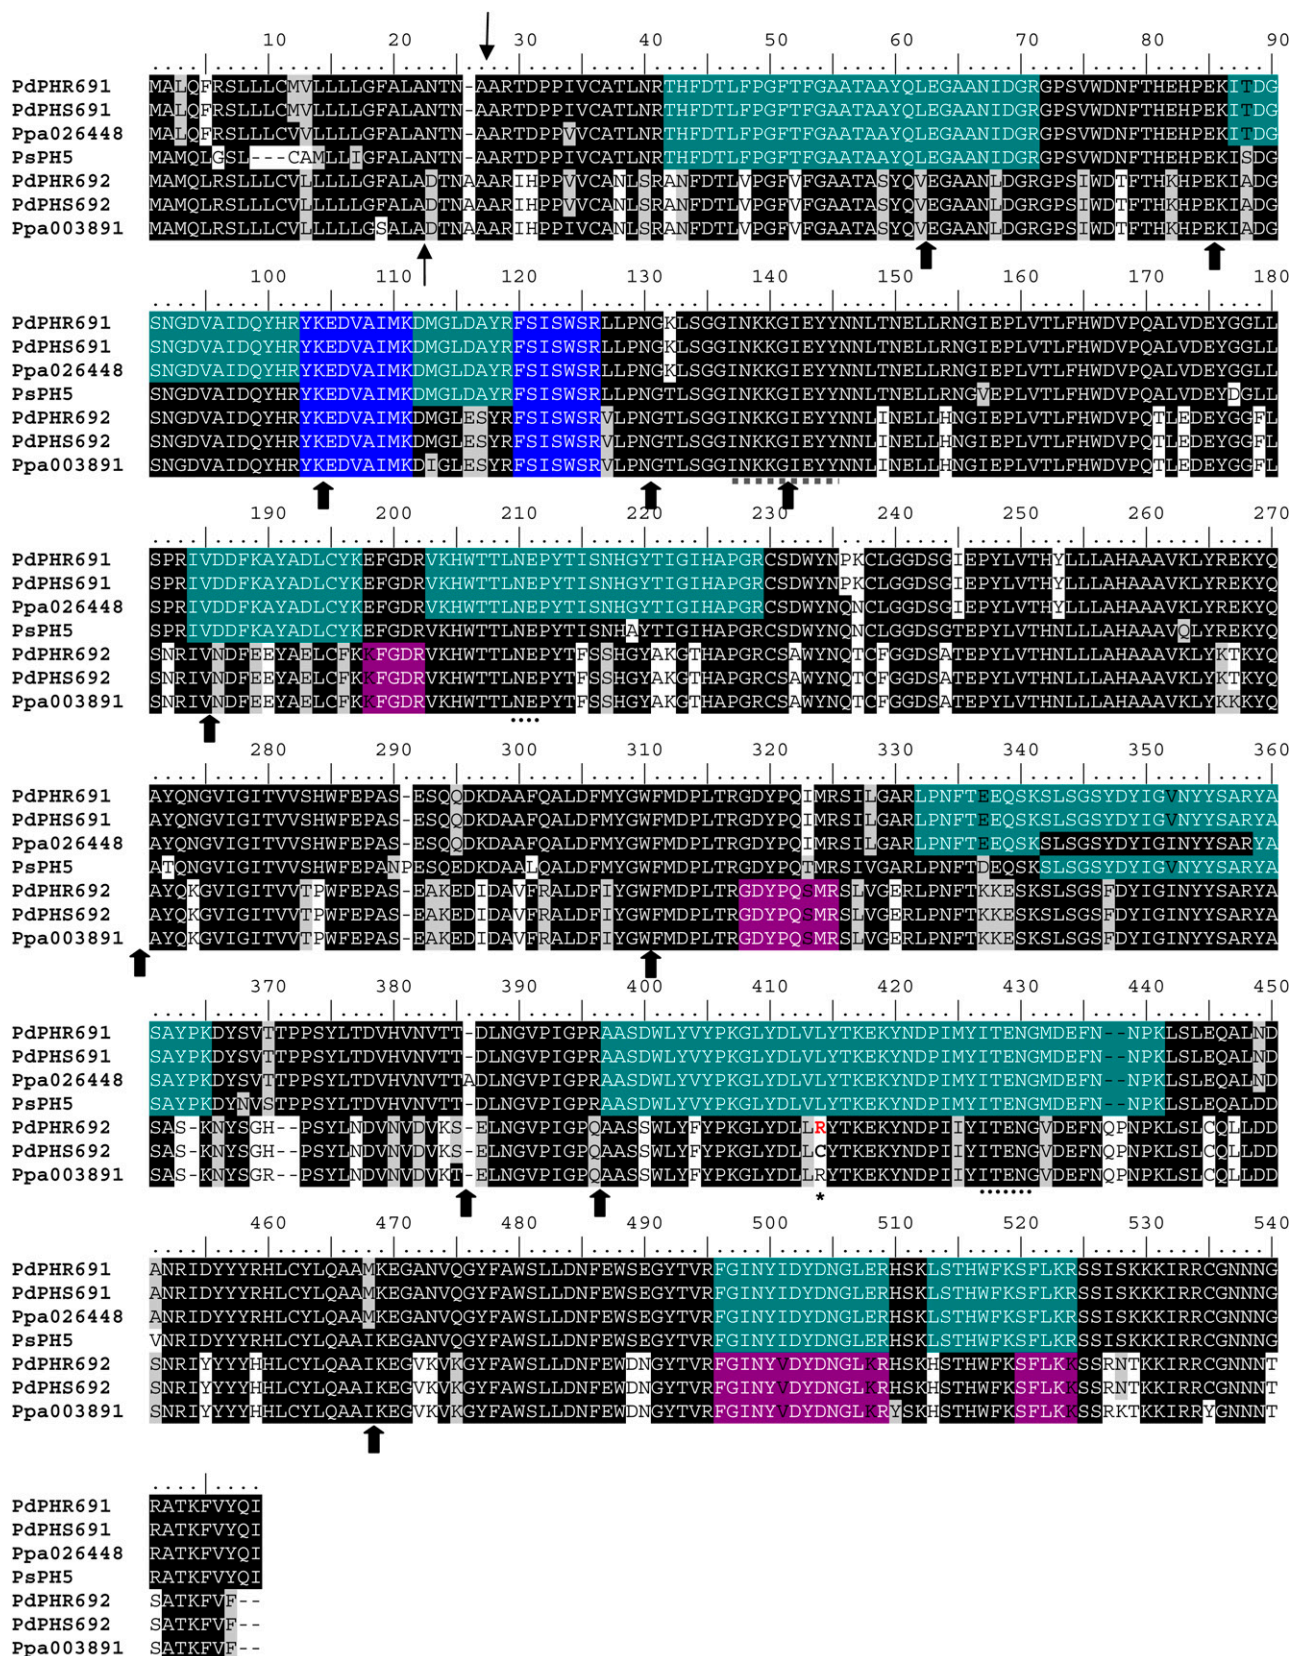 10 20 30 40 50 60 70 80 90
PdPHR691 MALQFRSLLLCMVLLLLGFALANTN-AARTDPPIVCATLNRTHFDTLFPGFTFGAATAAYQLEGAANIDGRGPSVWDNFTHEHPEKITDG
PdPHS691 MALQFRSLLLCMVLLLLGFALANTN-AARTDPPIVCATLNRTHFDTLFPGFTFGAATAAYQLEGAANIDGRGPSVWDNFTHEHPEKITDG
Ppa026448 MALQFRSLLLCVVLLLLGFALANTN-AARTDPPVVCATLNRTHFDTLFPGFTFGAATAAYQLEGAANIDGRGPSVWDNFTHEHPEKITDG
PsPH5 MAMQLGSL---CAMLLIGFALANTN-AARTDPPIVCATLNRTHFDTLFPGFTFGAATAAYQLEGAANIDGRGPSVWDNFTHEHPEKISDG
PdPHR692 MAMQLRSLLLCVLLLLLGFALADTNAAARIHPPVVCANLSRANFDTLVPGFVFGAATASYQVEGAANLDGRGPSIWDTFTHKHPEKIADG
PdPHS692 MAMQLRSLLLCVLLLLLGFALADTNAAARIHPPVVCANLSRANFDTLVPGFVFGAATASYQVEGAANLDGRGPSIWDTFTHKHPEKIADG
Ppa003891 MAMQLRSLLLCVILLLLGSALADTNAAARIHPPVVCANLSRANFDTLVPGFVFGAATASYQVEGAANLDGRGPSIWDTFTHKHPEKIADG
100 110 120 130 140 150 160 170 180
PdPHR691 SNGDVAIDQYHRYKEDVAIMKDMGLDAYRFSISWSRLLPNGKLSGGINKKGIEYYNNLTNELLRNGIEPLVTLFHWDVPQALVDEYGGLL
PdPHS691 SNGDVAIDQYHRYKEDVAIMKDMGLDAYRFSISWSRLLPNGKLSGGINKKGIEYYNNLTNELLRNGIEPLVTLFHWDVPQALVDEYGGLL
Ppa026448 SNGDVAIDQYHRYKEDVAIMKDMGLDAYRFSISWSRLLPNGKLSGGINKKGIEYYNNLTNELLRNGIEPLVTLFHWDVPQALVDEYGGLL
PsPH5 SNGDVAIDQYHRYKEDVAIMKDMGLDAYRFSISWSRLLPNGTLSGGINKKGIEYYNNLTNELLRNGVEPLVTLFHWDVPQALVDEYDGLL
PdPHR692 SNGDVAIDQYHRYKEDVAIMKDMGLESYRFSISWSRVLPNGTLSGGINKKGIEYYNNLINELLHNGIEPLVTLFHWDVPQTLEDEYGGFL
PdPHS692 SNGDVAIDQYHRYKEDVAIMKDMGLESYRFSISWSRVLPNGTLSGGINKKGIEYYNNLINELLHNGIEPLVTLFHWDVPQTLEDEYGGFL
Ppa003891 SNGDVAIDQYHRYKEDVAIMKDIGLESYRFSISWSRVLPNGTLSGGINKKGIEYYNNLINELLHNGIEPLVTLFHWDVPQTLEDEYGGFL
190 200 210 220 230 240 250 260 270
PdPHR691 SPRIVDDFKAYADLCYKEFGDRVKHWTTLNEPYTISNHGYTIGIHAPGRCSDWYNPKCLGGDSGIEPYLVTHYLLLAHAAAVKLYREKYQ
PdPHS691 SPRIVDDFKAYADLCYKEFGDRVKHWTTLNEPYTISNHGYTIGIHAPGRCSDWYNPKCLGGDSGIEPYLVTHYLLLAHAAAVKLYREKYQ
Ppa026448 SPRIVDDFKAYADLCYKEFGDRVKHWTTLNEPYTISNHGYTIGIHAPGRCSDWYNQNCLGGDSGIEPYLVTHYLLLAHAAAVKLYREKYQ
PsPH5 SPRIVDDFKAYADLCYKEFGDRVKHWTTLNEPYTISNHAYTIGIHAPGRCSDWYNQNCLGGDSGTEPYLVTHNLLLAHAAAVQLYREKYQ
PdPHR692 SNRIVNDFEEYAELCFKKFGDRVKHWTTLNEPYTFSSHGYAKGTHAPGRCSAWYNQTCFGGDSATEPYLVTHNLLLAHAAAVKLYKTKYQ
PdPHS692 SNRIVNDFEEYAELCFKKFGDRVKHWTTLNEPYTFSSHGYAKGTHAPGRCSAWYNQTCFGGDSATEPYLVTHNLLLAHAAAVKLYKTKYQ
Ppa003891 SNRIVNDFEEYAELCFKKFGDRVKHWTTLNEPYTFSSHGYAKGTHAPGRCSAWYNQTCFGGDSATEPYLVTHNLLLAHAAAVKLYKKKYQ
280 290 300 310 320 330 340 350 360
PdPHR691 AYQNGVIGITVVSHWFEPAS-ESQQDKDAAFQALDFMYGWFMDPLTRGDYPQIMRSILGARLPNFTEEQSKSLSGSYDYIGVNYYSARYA
PdPHS691 AYQNGVIGITVVSHWFEPAS-ESQQDKDAAFQALDFMYGWFMDPLTRGDYPQIMRSILGARLPNFTEEQSKSLSGSYDYIGVNYYSARYA
Ppa026448 AYQNGVIGITVVSHWFEPAS-ESQQDKDAAFQALDFMYGWFMDPLTRGDYPQIMRSILGARLPNFTEEQSKSLSGSYDYIGINYYSARYA
PsPH5 ATQNGVIGITVVSHWFEPANPESQEDKDAALQALDFMYGWFMDPLTRGDYPQTMRSIVGARLPNFTLEQSKSLSGSYDYIGVNYYSARYA
PdPHR692 AYQKGVIGITVVTPWFEPAS-EAKEDIDAVFRALDFIYGWFMDPLTRGDYPQSMRSLVGERLPNFTKKESKSLSGSFDYIGINYYSARYA
PdPHS692 AYQKGVIGITVVTPWFEPAS-EAKEDIDAVFRALDFIYGWFMDPLTRGDYPQSMRSLVGERLPNFTKKESKSLSGSFDYIGINYYSARYA
Ppa003891 AYQKGVIGITVVTPWFEPAS-EAKEDIDAVFRALDFIYGWFMDPLTRGDYPQSMRSLVGERLPNFTKKESKSLSGSFDYIGINYYSARYA
370 380 390 400 410 420 430 440 450
PdPHR691 SAYPKDYSVTTPPSYLTDVHVNVTT-DLNGVPIGPRAASDWLYVYPKGLYDLVLYTKEKYNDPIMYITENGMDEFN--NPKLSLEQALND
PdPHS691 SAYPKDYSVTTPPSYLTDVHVNVTT-DLNGVPIGPRAASDWLYVYPKGLYDLVLYTKEKYNDPIMYITENGMDEFN--NPKLSLEQALND
Ppa026448 SAYPKDYSVTTPPSYLTDVHVNVTTADLNGVPIGPRAASDWLYVYPKGLYDLVLYTKEKYNDPIMYITENGMDEFN--NPKLSLEQALND
PsPH5 SAYPKDYNVSTPPSYLTDVHVNVTT-DLNGVPIGPRAASDWLYVYPKGLYDLVLYTKEKYNDPIMYITENGMDEFN--NPKLSLEQALDD
PdPHR692 SAS-KNYSGH--PSYLNDVNVDVKS-ELNGVPIGPQAASSWLYFYPKGLYDLLRYTKEKYNDPIIYITENGVDEFNQPNPKLSLCQLLDD
PdPHS692 SAS-KNYSGH--PSYLNDVNVDVKS-ELNGVPIGPQAASSWLYFYPKGLYDLLCYTKEKYNDPIIYITENGVDEFNQPNPKLSLCQLLDD
Ppa003891 SAS-KNYSGR--PSYLNDVNVDVKT-ELNGVPIGPQAASSWLYFYPKGLYDLLRYTKEKYNDPIIYITENGVDEFNQPNPKLSLCQLLDD
*
460 470 480 490 500 510 520 530 540
PdPHR691 ANRIDYYYRHLCYLQAAMKEGANVQGYFAWSLLDNFEWSEGYTVRFGINYIDYDNGLERHSKLSTHWFKSFLKRSSISKKKIRRCGNNNG
PdPHS691 ANRIDYYYRHLCYLQAAMKEGANVQGYFAWSLLDNFEWSEGYTVRFGINYIDYDNGLERHSKLSTHWFKSFLKRSSISKKKIRRCGNNNG
Ppa026448 ANRIDYYYRHLCYLQAAMKEGANVQGYFAWSLLDNFEWSEGYTVRFGINYIDYDNGLERHSKLSTHWFKSFLKRSSISKKKIRRCGNNNG
PsPH5 VNRIDYYYRHLCYLQAAIKEGANVQGYFAWSLLDNFEWSEGYTVRFGINYIDYDNGLERHSKLSTHWFKSFLKRSSISKKKIRRCGNNNG
PdPHR692 SNRIYYYYHHLCYLQAAIKEGVKVKGYFAWSLLDNFEWDNGYTVRFGINYVDYDNGLKRHSKHSTHWFKSFLKKSSRNTKKIRRCGNNNT
PdPHS692 SNRIYYYYHHLCYLQAAIKEGVKVKGYFAWSLLDNFEWDNGYTVRFGINYVDYDNGLKRHSKHSTHWFKSFLKKSSRNTKKIRRCGNNNT
Ppa003891 SNRIYYYYHHLCYLQAAIKEGVKVKGYFAWSLLDNFEWDNGYTVRFGINYVDYDNGLKRYSKHSTHWFKSFLKKSSRKTKKIRRYGNNNT
PdPHR691 RATKFVYQI
PdPHS691 RATKFVYQI
Ppa026448 RATKFVYQI
PsPH5 RATKFVYQI
PdPHR692 SATKFVF--
PdPHS692 SATKFVF--
Ppa003891 SATKFVF--